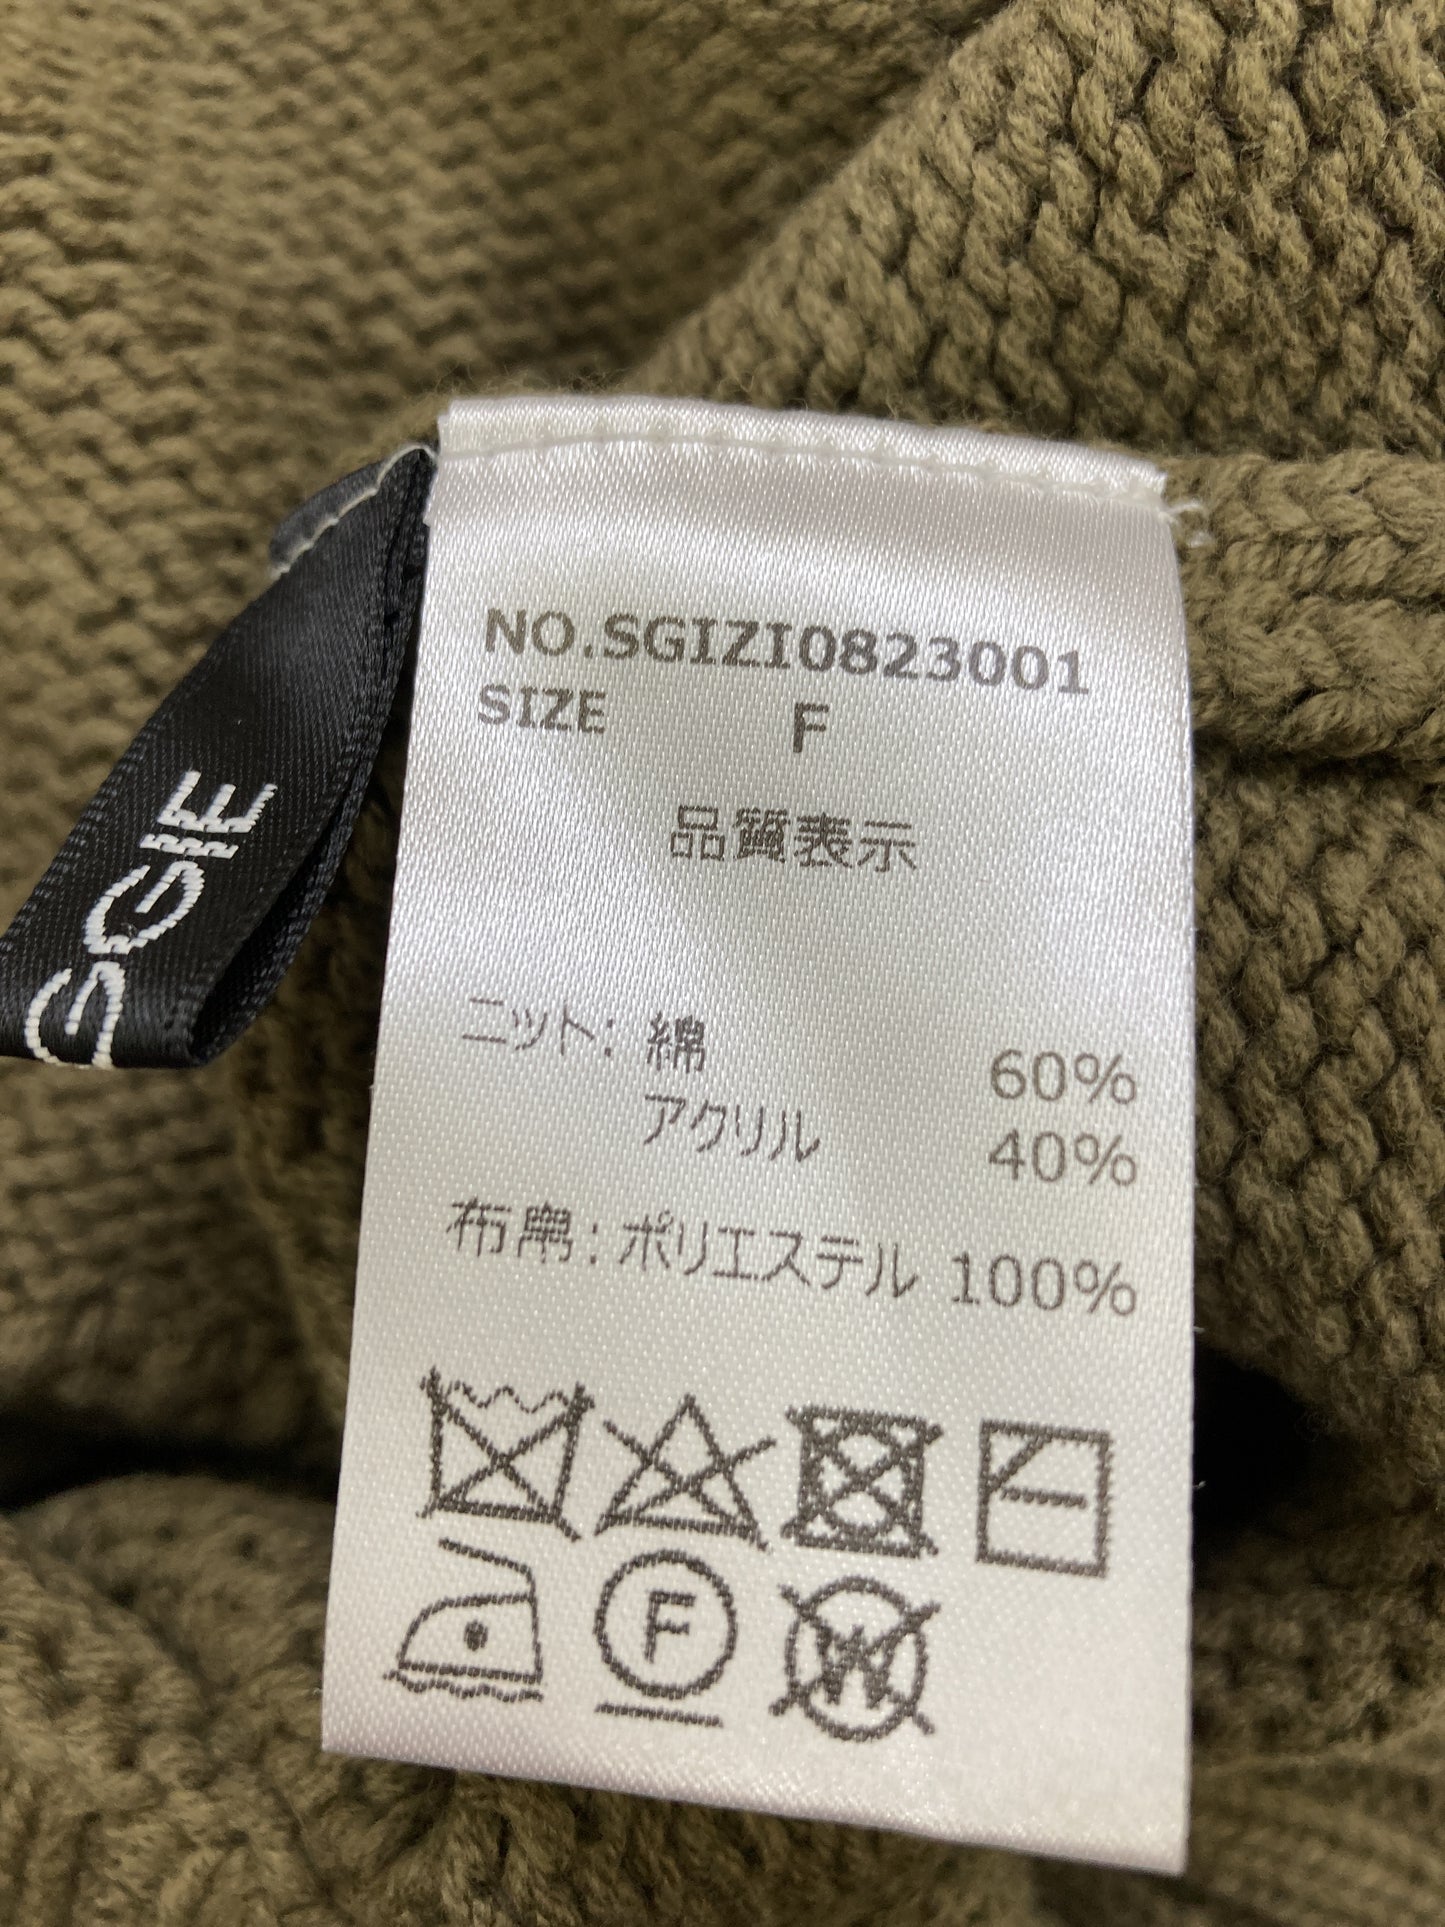 NO.SGIZI0823001
SIZE F
品質表示
ニット: 綿 60%
アクリル 40%
布帛: ポリエステル 100%
F
W
GIE